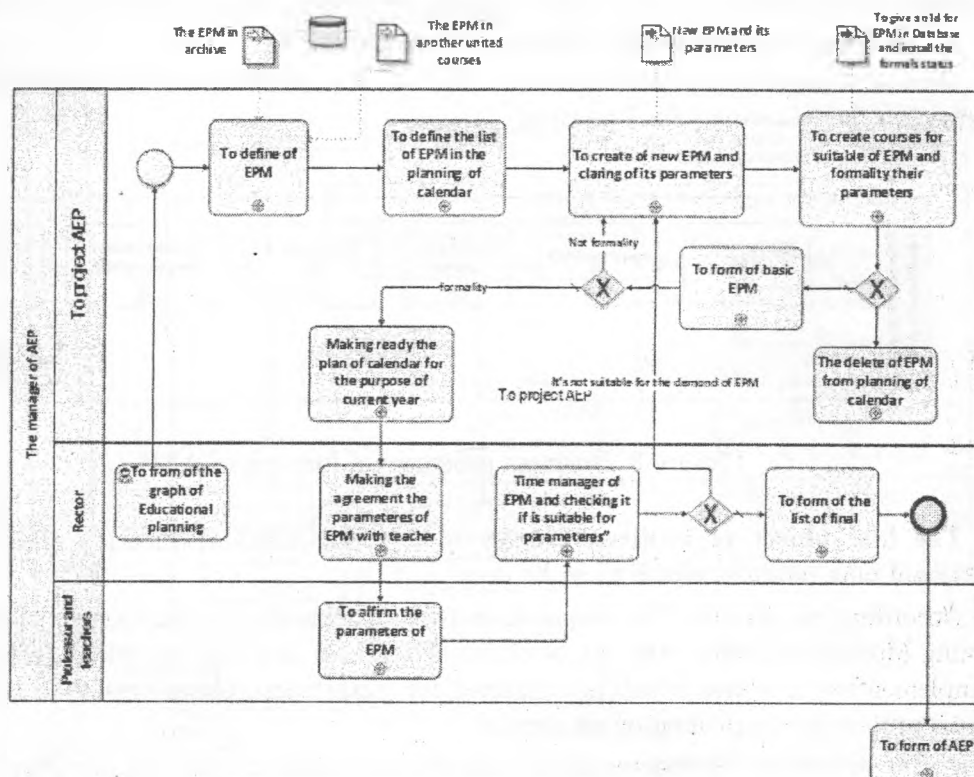 The EPM in
archive
The EPM in
another united
courses
New EPM and its
parameters
To give solid for
EPM in Database
and install the
formals status
The manager of AEP
To project AEP
To define of
EPM
To define the list
of EPM in the
planning of
calendar
To create of new EPM and
claring of its parameters
To create courses for
suitable of EPM and
formality their
parameters
Not formality
formality
X
To form of basic
EPM
X
Making ready the
plan of calendar for
the purpose of
current year
It's not suitable for the demand of EPM
To project AEP
The delete of EPM
from planning of
calendar
Rector
To from of the
graph of
Educational
planning
Making the
agreement the
parameteres of
EPM with teacher
Time manager of
EPM and checking it
if is suitable for
parameteres
X
To form of the
list of final
Professor and
teachers
To affirm the
parameters of
EPM
To form of AEP